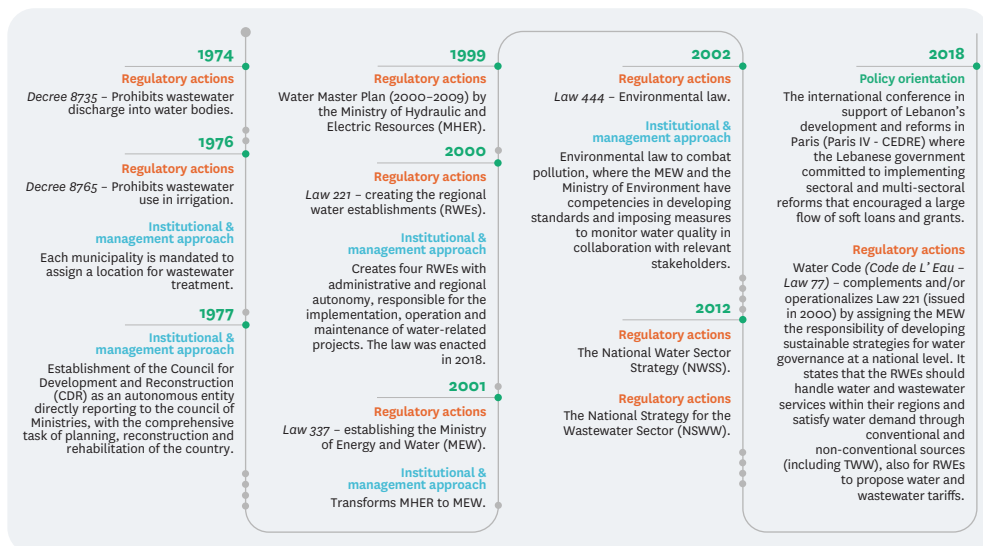 1974
Regulatory actions
Decree 8735 – Prohibits wastewater
discharge into water bodies.
1976
Regulatory actions
Decree 8765 – Prohibits wastewater
use in irrigation.
Institutional &
management approach
Each municipality is mandated to
assign a location for wastewater
treatment.
1977
Institutional &
management approach
Establishment of the Council for
Development and Reconstruction
(CDR) as an autonomous entity
directly reporting to the council of
Ministries, with the comprehensive
task of planning, reconstruction and
rehabilitation of the country.
1999
Regulatory actions
Water Master Plan (2000–2009) by
the Ministry of Hydraulic and
Electric Resources (MHER).
2000
Regulatory actions
Law 221 – creating the regional
water establishments (RWEs).
Institutional &
management approach
Creates four RWEs with
administrative and regional
autonomy, responsible for the
implementation, operation and
maintenance of water-related
projects. The law was enacted
in 2018.
2001
Regulatory actions
Law 337 – establishing the Ministry
of Energy and Water (MEW).
Institutional &
management approach
Transforms MHER to MEW.
2002
Regulatory actions
Law 444 – Environmental law.
Institutional &
management approach
Environmental law to combat
pollution, where the MEW and the
Ministry of Environment have
competencies in developing
standards and imposing measures
to monitor water quality in
collaboration with relevant
stakeholders.
2012
Regulatory actions
The National Water Sector
Strategy (NWSS).
Regulatory actions
The National Strategy for the
Wastewater Sector (NSWW).
2018
Policy orientation
The international conference in
support of Lebanon's
development and reforms in
Paris (Paris IV - CEDRE) where
the Lebanese government
committed to implementing
sectoral and multi-sectoral
reforms that encouraged a large
flow of soft loans and grants.
Regulatory actions
Water Code (Code de L' Eau –
Law 77) – complements and/or
operationalizes Law 221 (issued
in 2000) by assigning the MEW
the responsibility of developing
sustainable strategies for water
governance at a national level. It
states that the RWEs should
handle water and wastewater
services within their regions and
satisfy water demand through
conventional and
non-conventional sources
(including TWW), also for RWEs
to propose water and
wastewater tariffs.